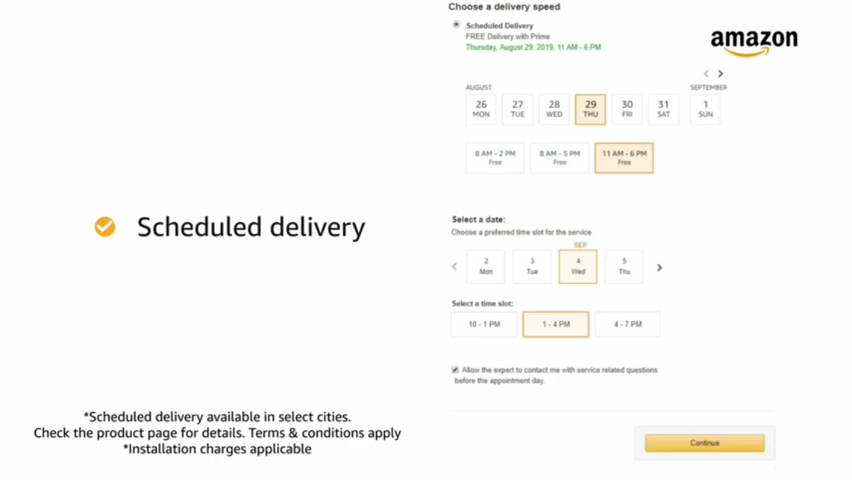 Choose a delivery speed
Scheduled Delivery
FREE Delivery with Prime
Thursday, August 29, 2019, 11 AM - 6 PM
amazon
AUGUST
SEPTEMBER
26 27 28 29 30 31 1
MON TUE WED THU FRI SAT SUN
8 AM - 2 PM 8 AM - 5 PM 11 AM - 6 PM
Free Free Free
Scheduled delivery
Select a date:
Choose a preferred time slot for the service
SEP
2 3 4 5
Mon Tue Wed Thu
Select a time slot:
10 - 1 PM 1 - 4 PM 4 - 7 PM
Allow the expert to contact me with service related questions
before the appointment day.
*Scheduled delivery available in select cities.
Check the product page for details. Terms & conditions apply
*Installation charges applicable
Continue